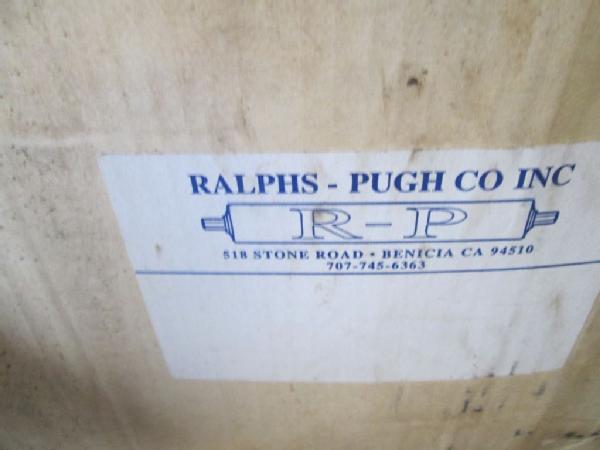 RALPHS - PUGH CO INC
R-P
518 STONE ROAD • BENICIA CA 94510
707-745-6363